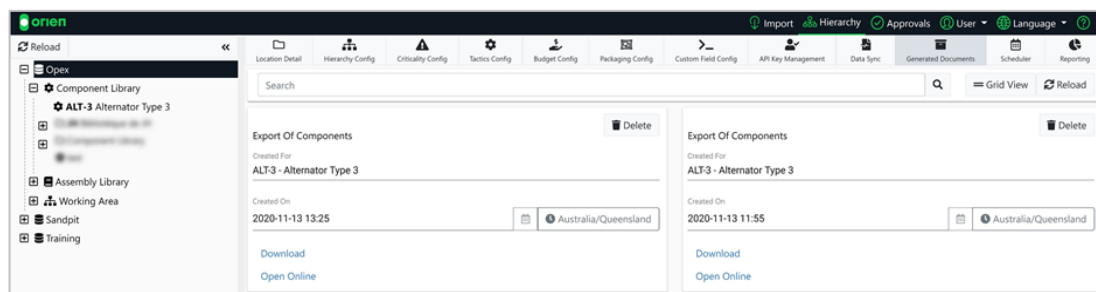 orien
Import Hierarchy Approvals User Language
Reload
Opex
Component Library
ALT-3 Alternator Type 3
Assembly Library
Working Area
Sandpit
Training
Location Detail Hierarchy Config Criticality Config Tactics Config Budget Config Packaging Config Custom Field Config API Key Management Data Sync Generated Documents Scheduler Reporting
Search Grid View Reload
Export Of Components Delete
Created For
ALT-3 - Alternator Type 3
Created On
2020-11-13 13:25 Australia/Queensland
Download
Open Online
Export Of Components Delete
Created For
ALT-3 - Alternator Type 3
Created On
2020-11-13 11:55 Australia/Queensland
Download
Open Online